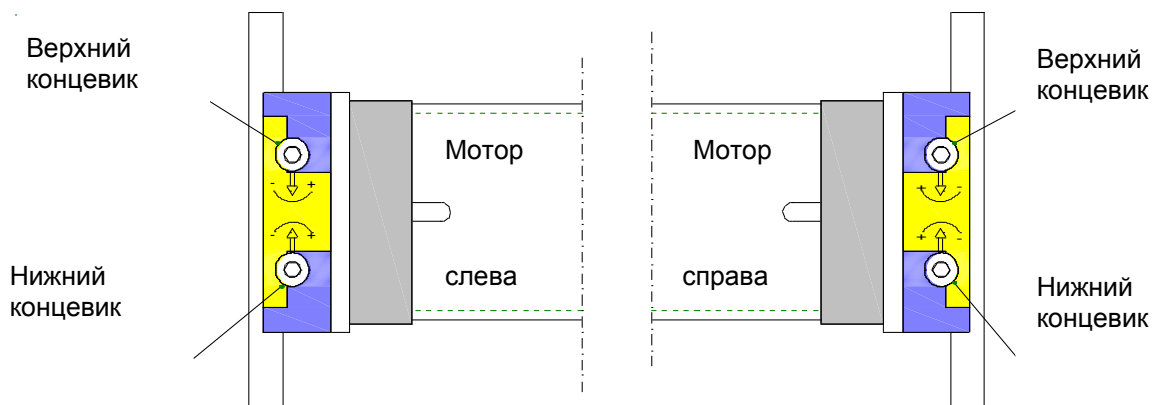 Верхний
концевик
Мотор
слева
Нижний
концевик
- +
- +
Мотор
справа
Верхний
концевик
Нижний
концевик
+ -
+ -